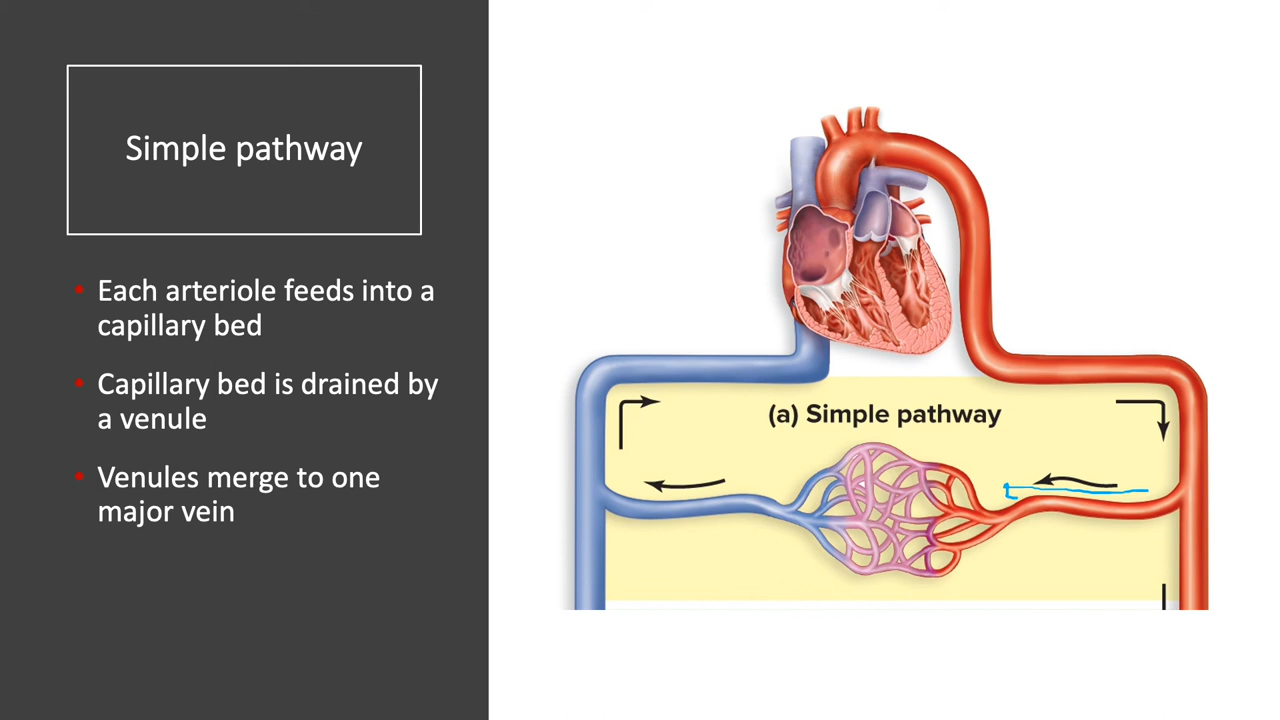 Simple pathway
• Each arteriole feeds into a
capillary bed
• Capillary bed is drained by
a venule
• Venules merge to one
major vein
(a) Simple pathway